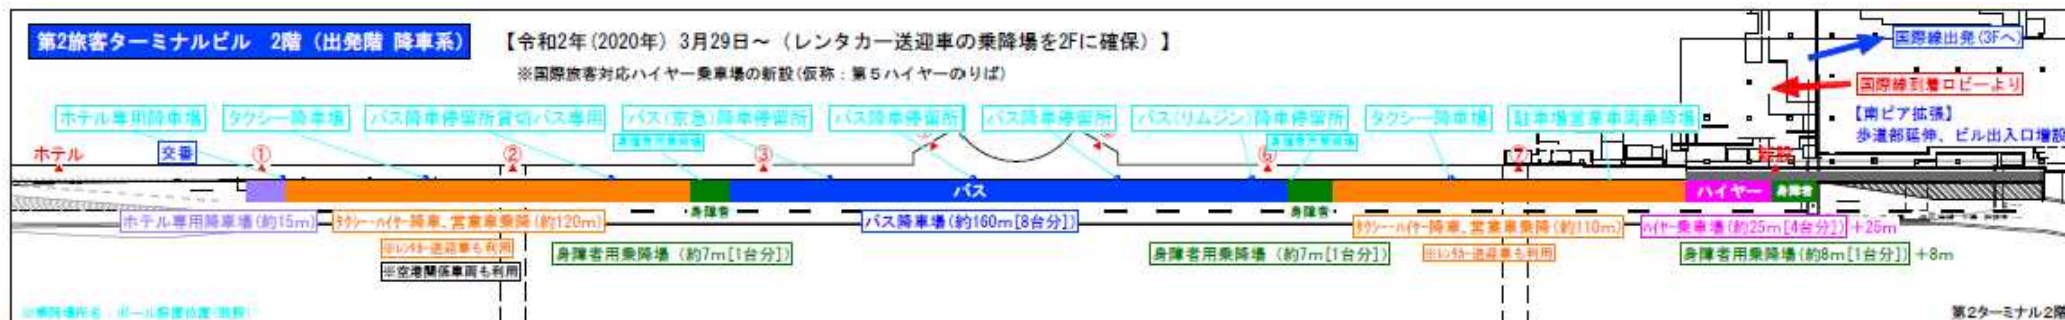 第2旅客ターミナルビル 2階（出発階 降車系）
【令和2年(2020年) 3月29日～（レンタカー送迎車の乗降場を2Fに確保）】
※国際旅客対応ハイヤー乗車場の新設(仮称：第5ハイヤーのりば)
国際線出発(3Fへ)
国際線到着ロビーより
【南ピア拡張】
歩道部延伸、ビル出入口増設
ホテル専用降車場
タクシー降車場
バス降車停留所貸切バス専用
バス(京急)降車停留所
バス降車停留所
バス降車停留所
バス(リムジン)降車停留所
タクシー降車場
駐車場営業車両乗降場
ホテル
交番
①
②
③
⑥
⑦
新設
バス
ハイヤー
身障者
身障者
身障者
ホテル専用降車場(約15m)
タクシー・ハイヤー降車、営業車乗降(約120m)
※レンタカー送迎車も利用
※空港関係車両も利用
身障者用乗降場（約7m[1台分])
バス降車場(約160m[8台分])
身障者用乗降場（約7m[1台分])
タクシー・ハイヤー降車、営業車乗降(約110m)
※レンタカー送迎車も利用
ハイヤー乗車場(約25m[4台分])+25m
身障者用乗降場(約8m[1台分])+8m
第2ターミナル2階